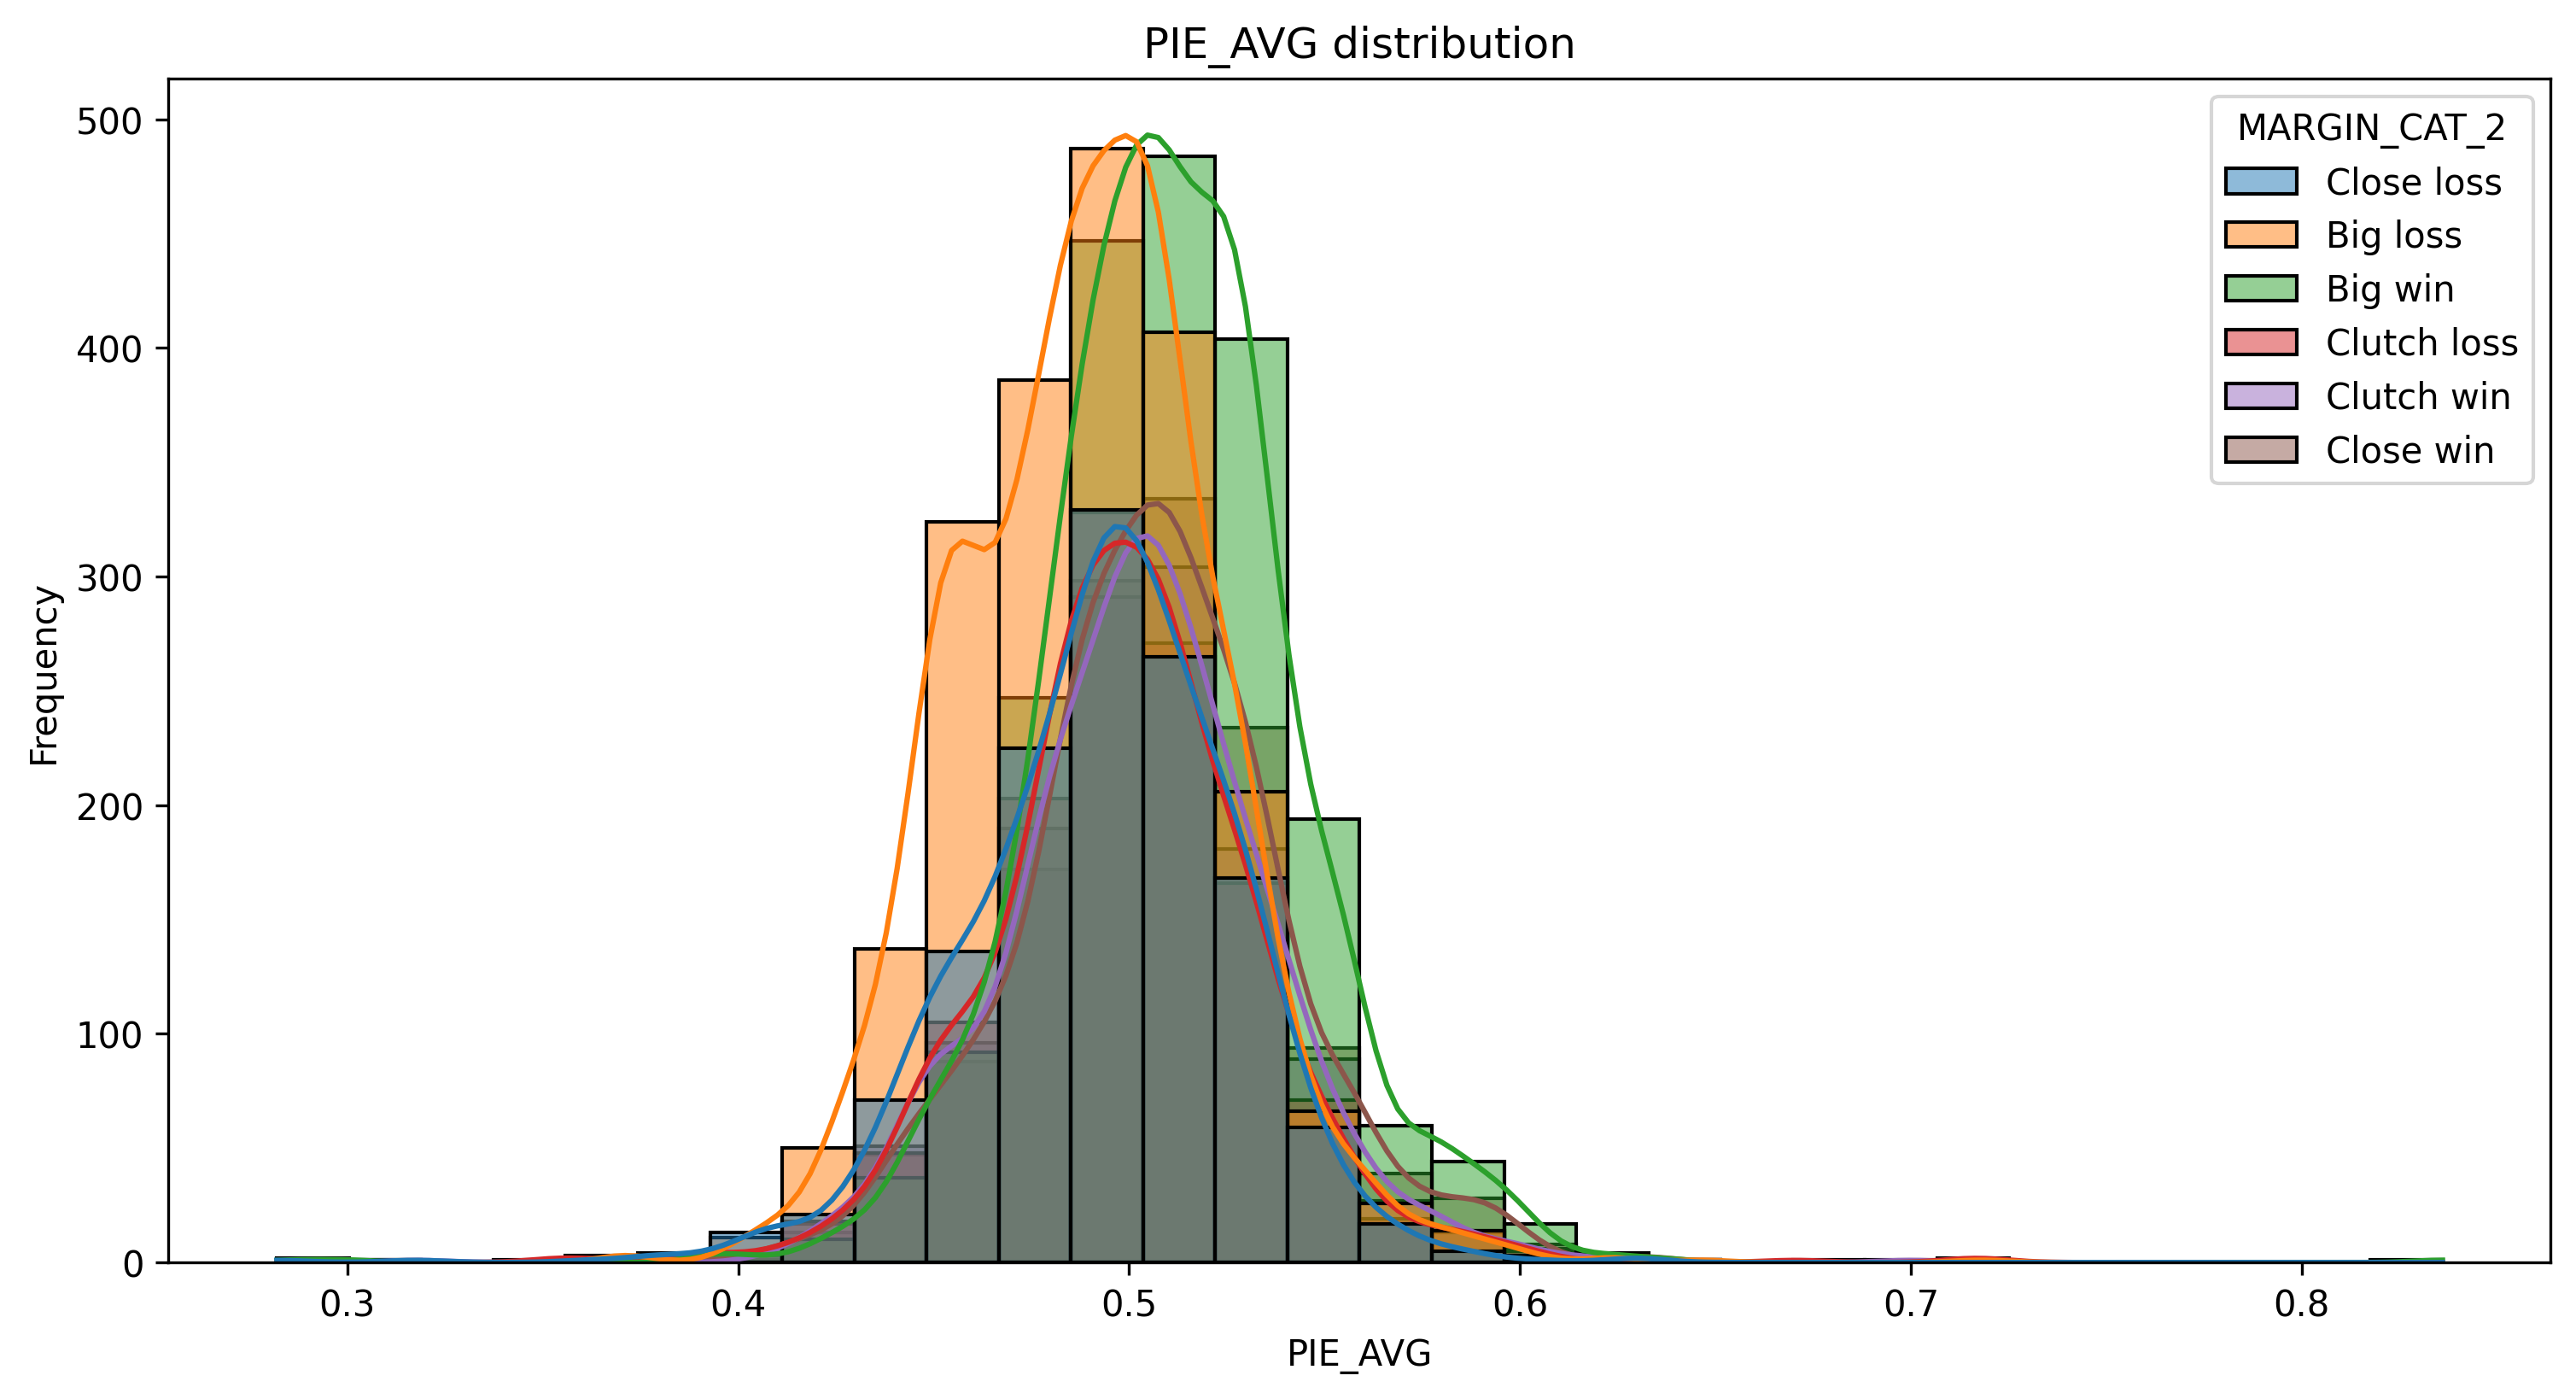 PIE_AVG distribution
500
400
300
200
100
0
Frequency
0.3 0.4 0.5 0.6 0.7 0.8
PIE_AVG
MARGIN_CAT_2
Close loss
Big loss
Big win
Clutch loss
Clutch win
Close win